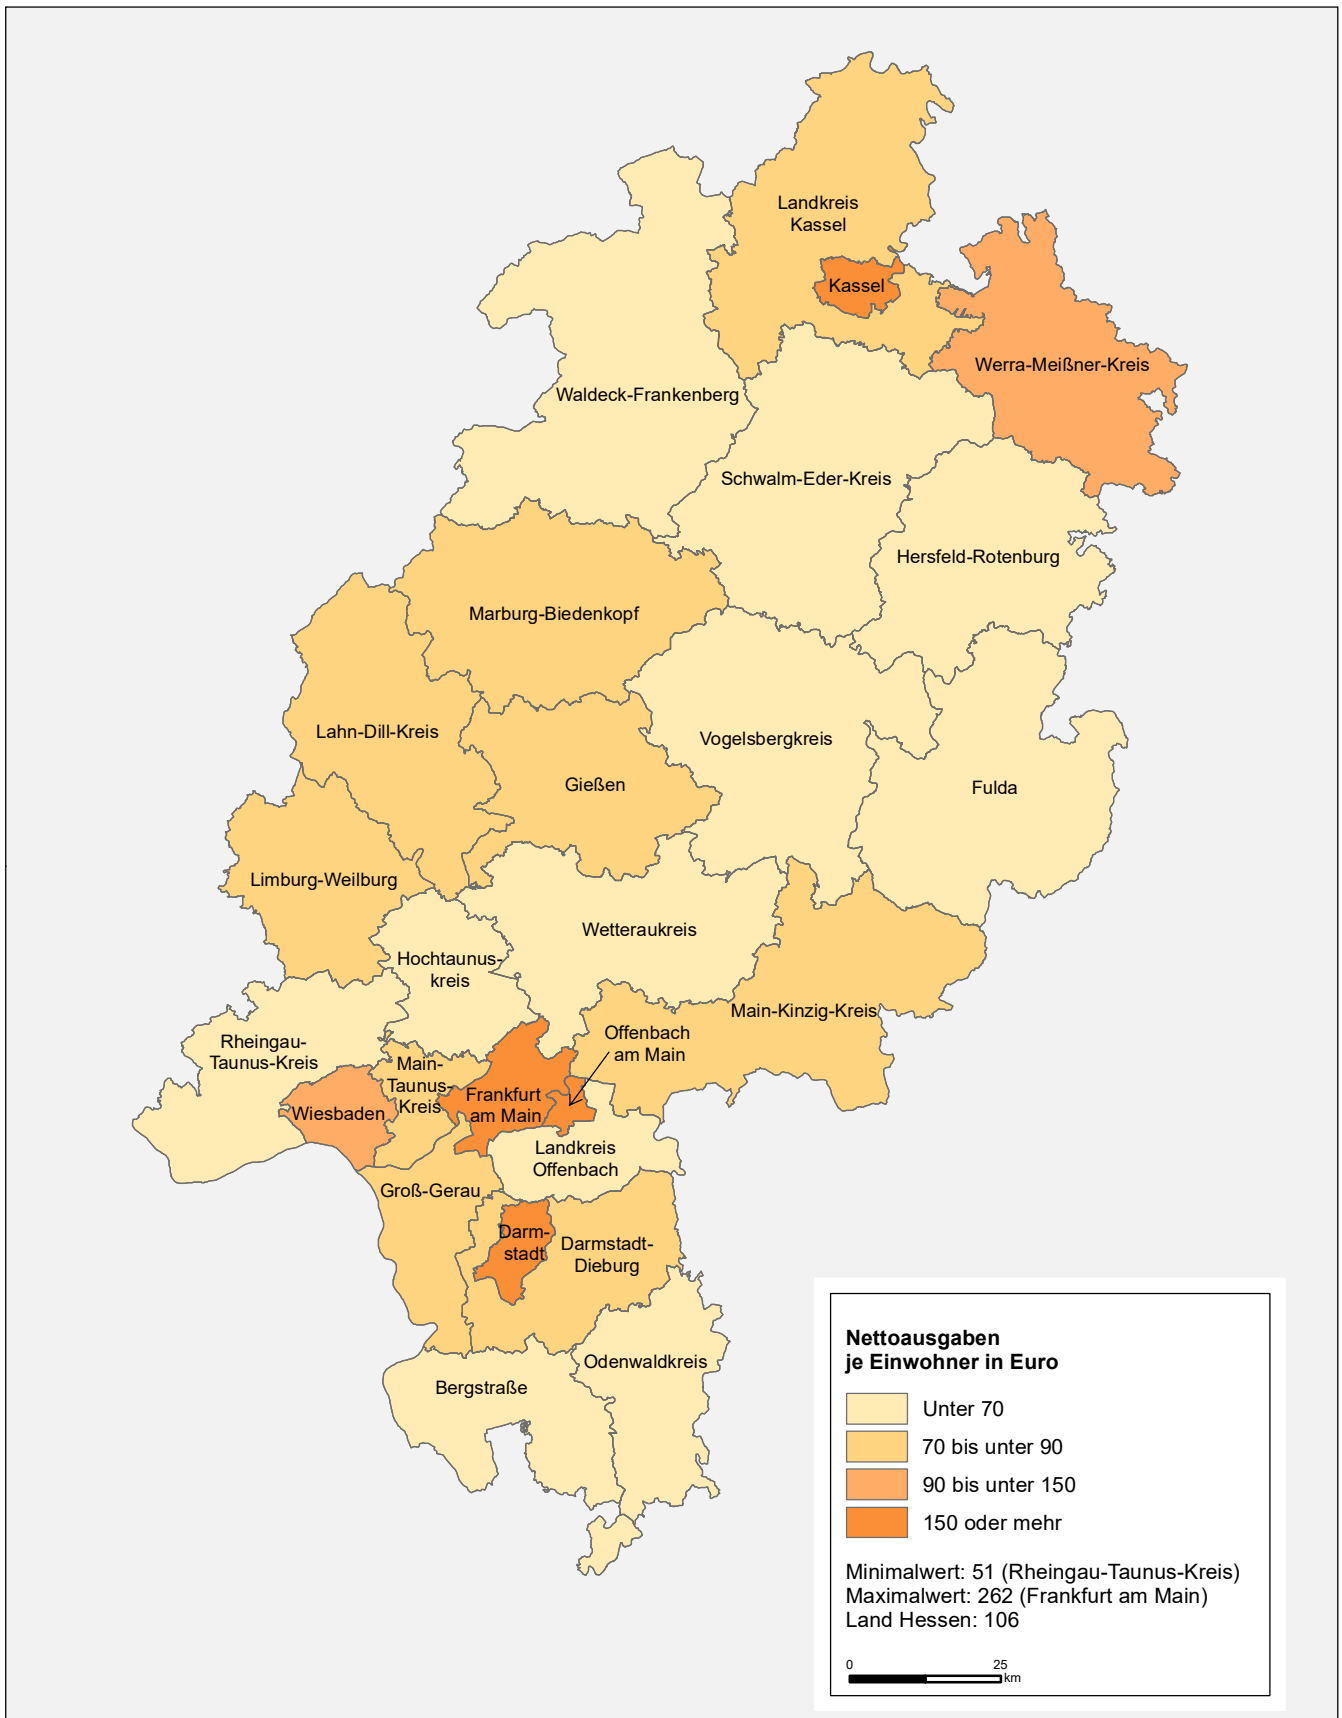 Landkreis
Kassel
Kassel
Werra-Meißner-Kreis
Waldeck-Frankenberg
Schwalm-Eder-Kreis
Hersfeld-Rotenburg
Marburg-Biedenkopf
Lahn-Dill-Kreis
Vogelsbergkreis
Gießen
Fulda
Limburg-Weilburg
Wetteraukreis
Hochtaunus-
kreis
Main-Kinzig-Kreis
Offenbach
am Main
Rheingau-
Taunus-Kreis
Main-
Taunus-
Kreis
Frankfurt
am Main
Wiesbaden
Landkreis
Offenbach
Groß-Gerau
Darm-
stadt
Darmstadt-
Dieburg
Odenwaldkreis
Bergstraße
Nettoausgaben
je Einwohner in Euro
Unter 70
70 bis unter 90
90 bis unter 150
150 oder mehr
Minimalwert: 51 (Rheingau-Taunus-Kreis)
Maximalwert: 262 (Frankfurt am Main)
Land Hessen: 106
0 25
km